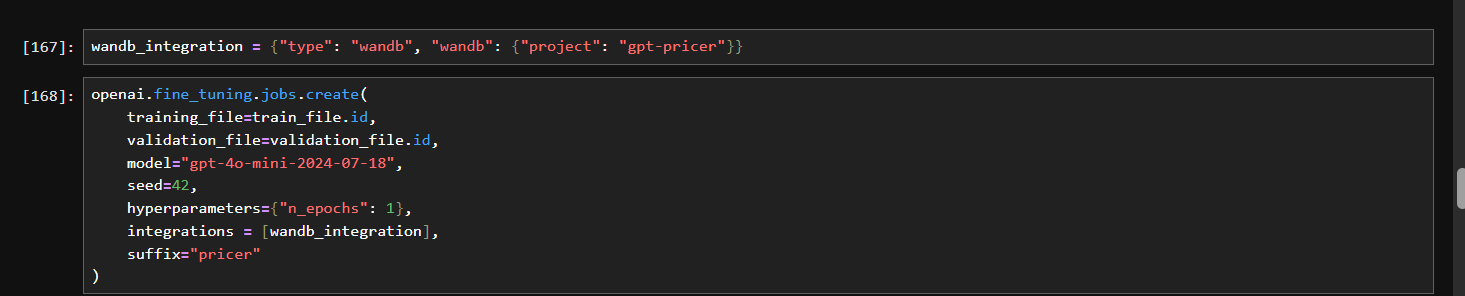 [167]: wandb_integration = {"type": "wandb", "wandb": {"project": "gpt-pricer"}}
[168]: openai.fine_tuning.jobs.create(
    training_file=train_file.id,
    validation_file=validation_file.id,
    model="gpt-4o-mini-2024-07-18",
    seed=42,
    hyperparameters={"n_epochs": 1},
    integrations = [wandb_integration],
    suffix="pricer"
)